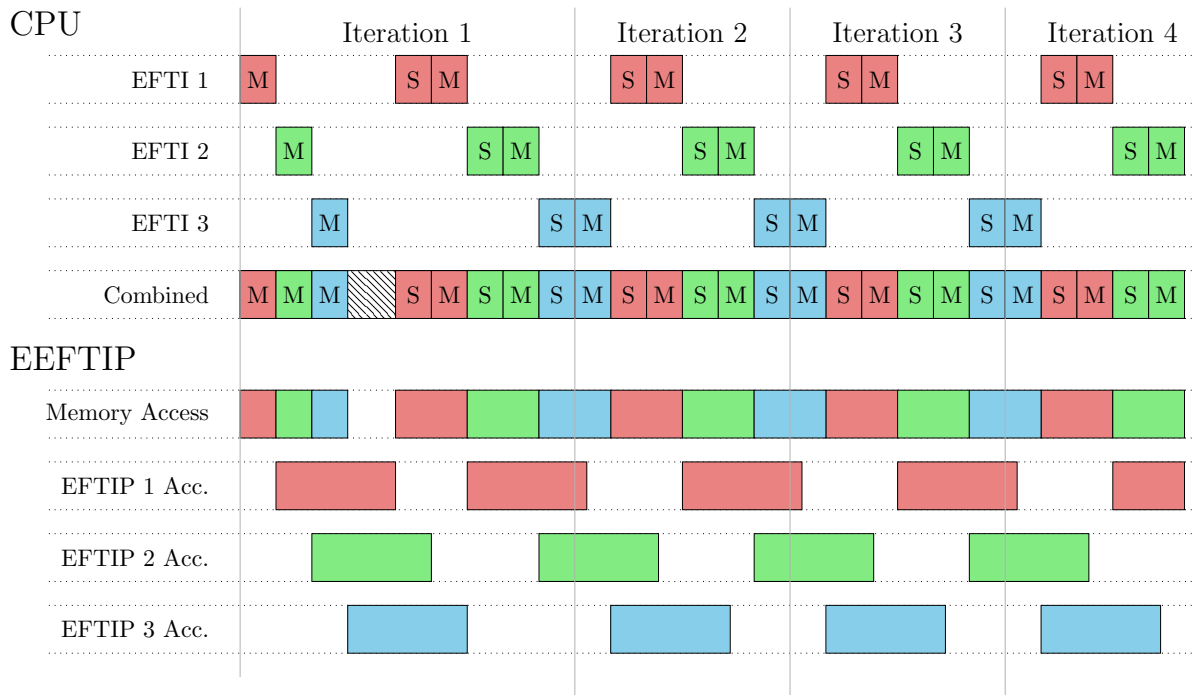 CPU
Iteration 1 Iteration 2 Iteration 3 Iteration 4
EFTI 1 M S M S M S M S M
EFTI 2 M S M S M S M S M
EFTI 3 M S M S M S M
Combined M M M S M S M S M S M S M S M S M S M S M S M S M
EEFTIP
Memory Access
EFTIP 1 Acc.
EFTIP 2 Acc.
EFTIP 3 Acc.